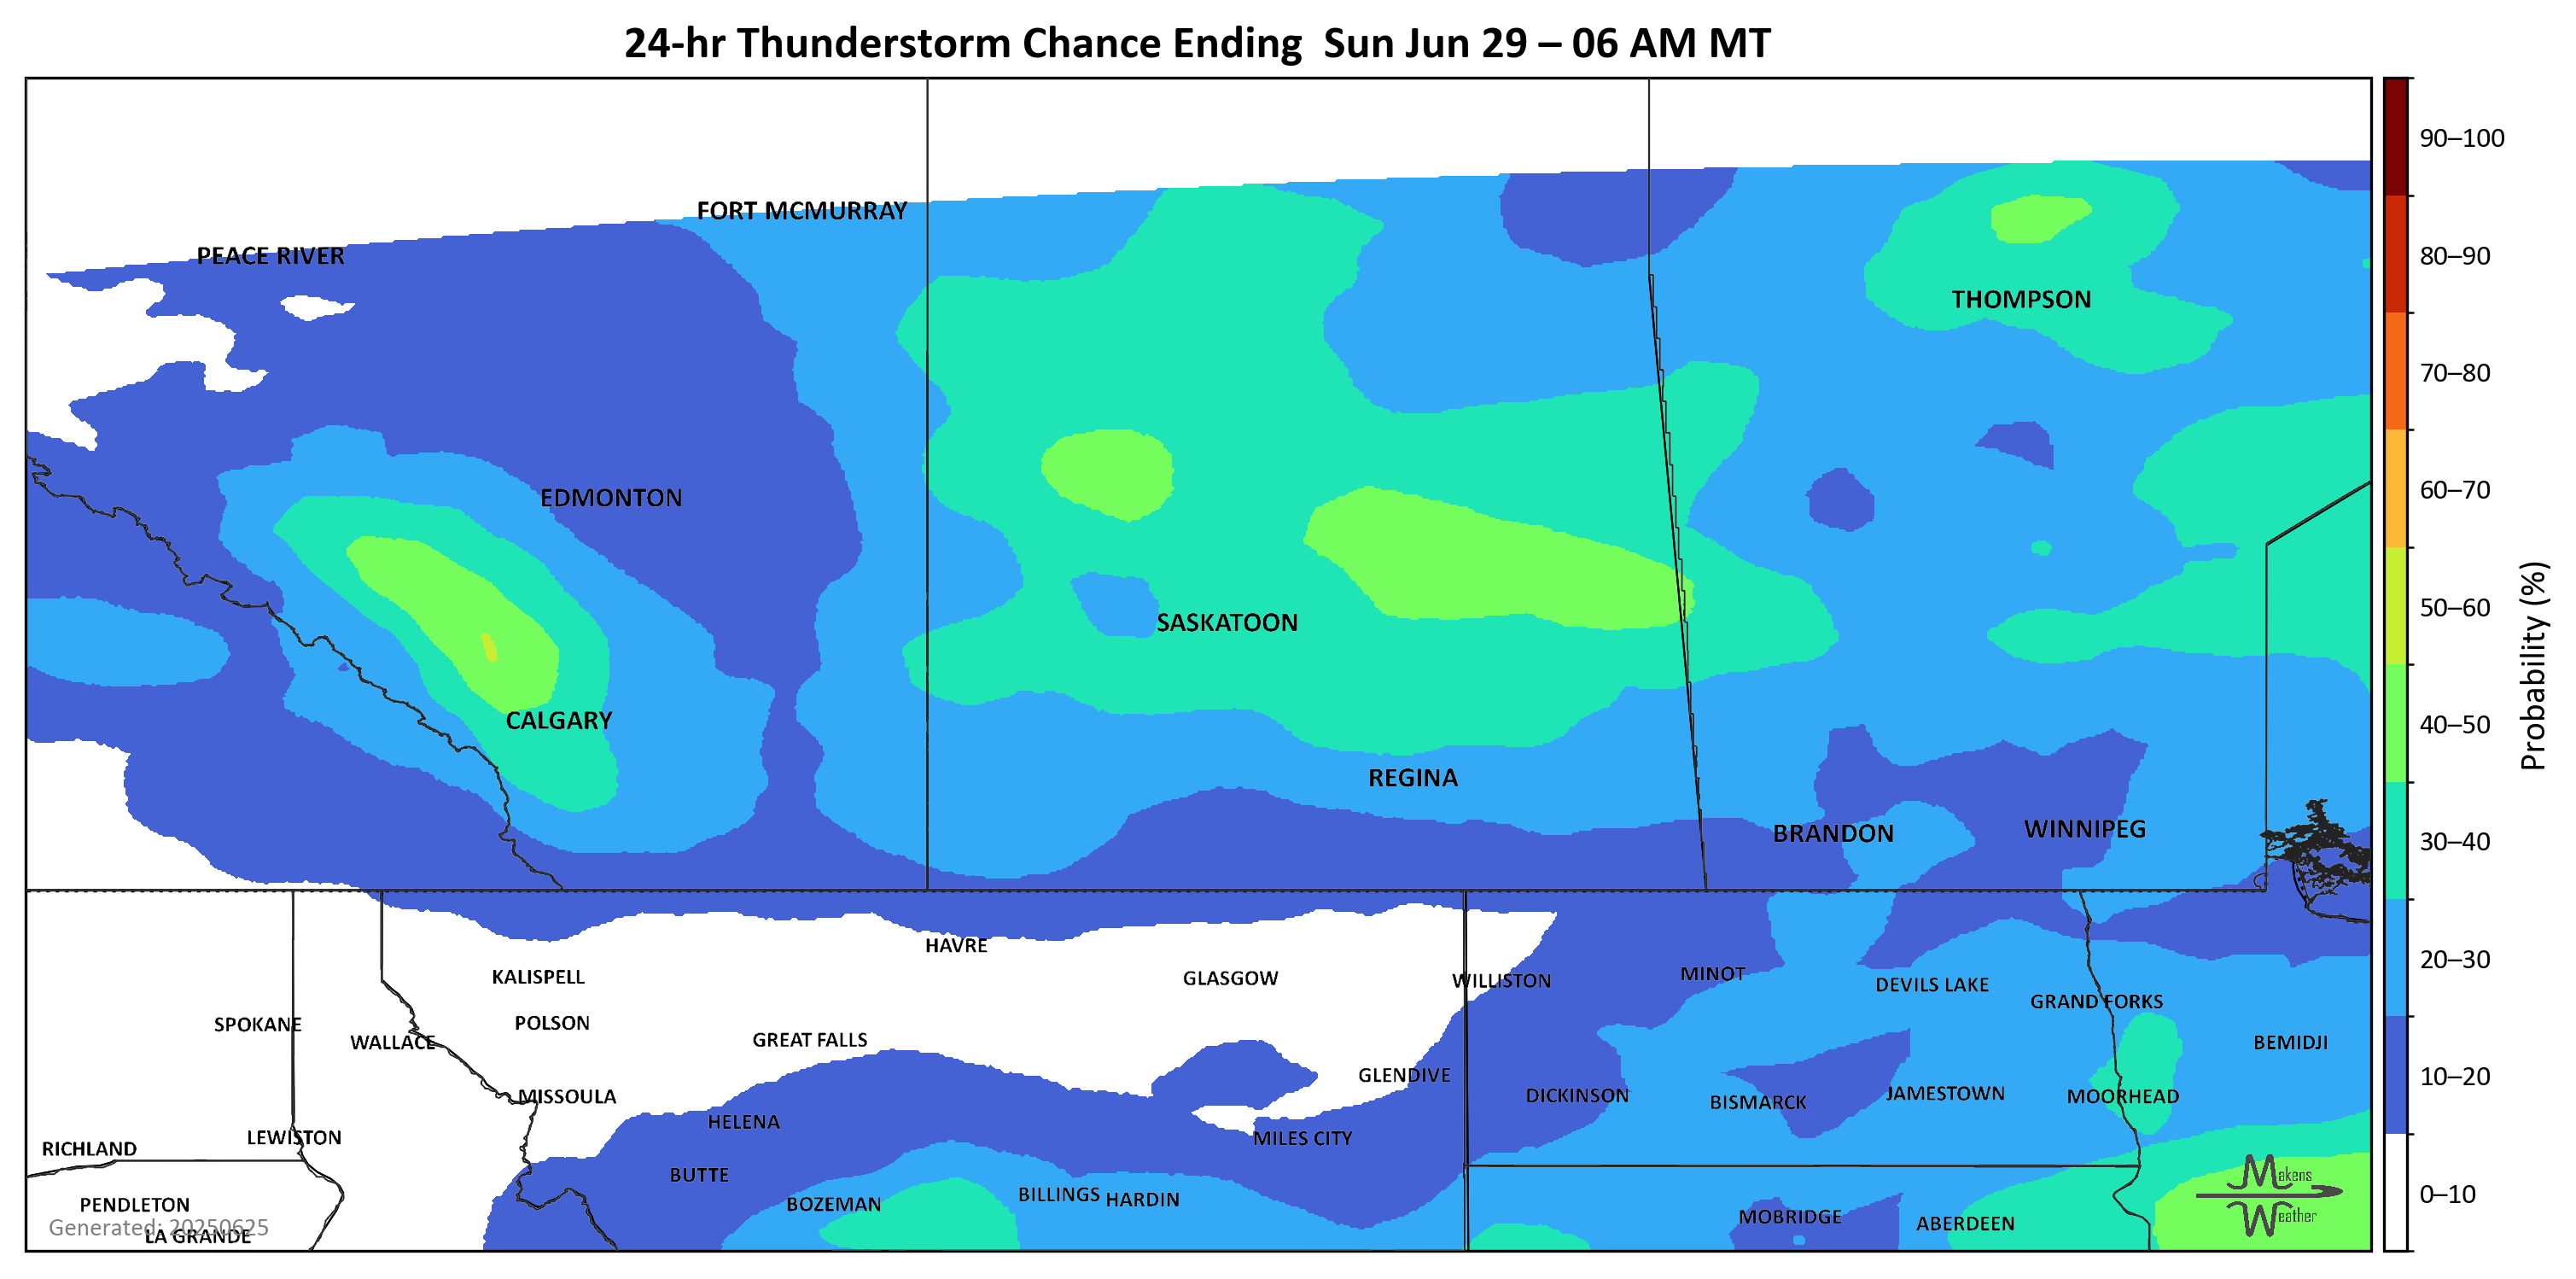 24-hr Thunderstorm Chance Ending  Sun Jun 29 – 06 AM MT
90–100
80–90
70–80
60–70
50–60
40–50
30–40
20–30
10–20
0–10
Probability (%)
FORT MCMURRAY
PEACE RIVER
THOMPSON
EDMONTON
SASKATOON
CALGARY
REGINA
BRANDON
WINNIPEG
HAVRE
KALISPELL
GLASGOW
WILLISTON
MINOT
DEVILS LAKE
GRAND FORKS
SPOKANE
POLSON
WALLACE
GREAT FALLS
BEMIDJI
GLENDIVE
MISSOULA
DICKINSON
BISMARCK
JAMESTOWN
MOORHEAD
HELENA
LEWISTON
MILES CITY
RICHLAND
BUTTE
BILLINGS
HARDIN
PENDLETON
BOZEMAN
MOBRIDGE
ABERDEEN
Generated: 20250625
LA GRANDE
Makens
Weather